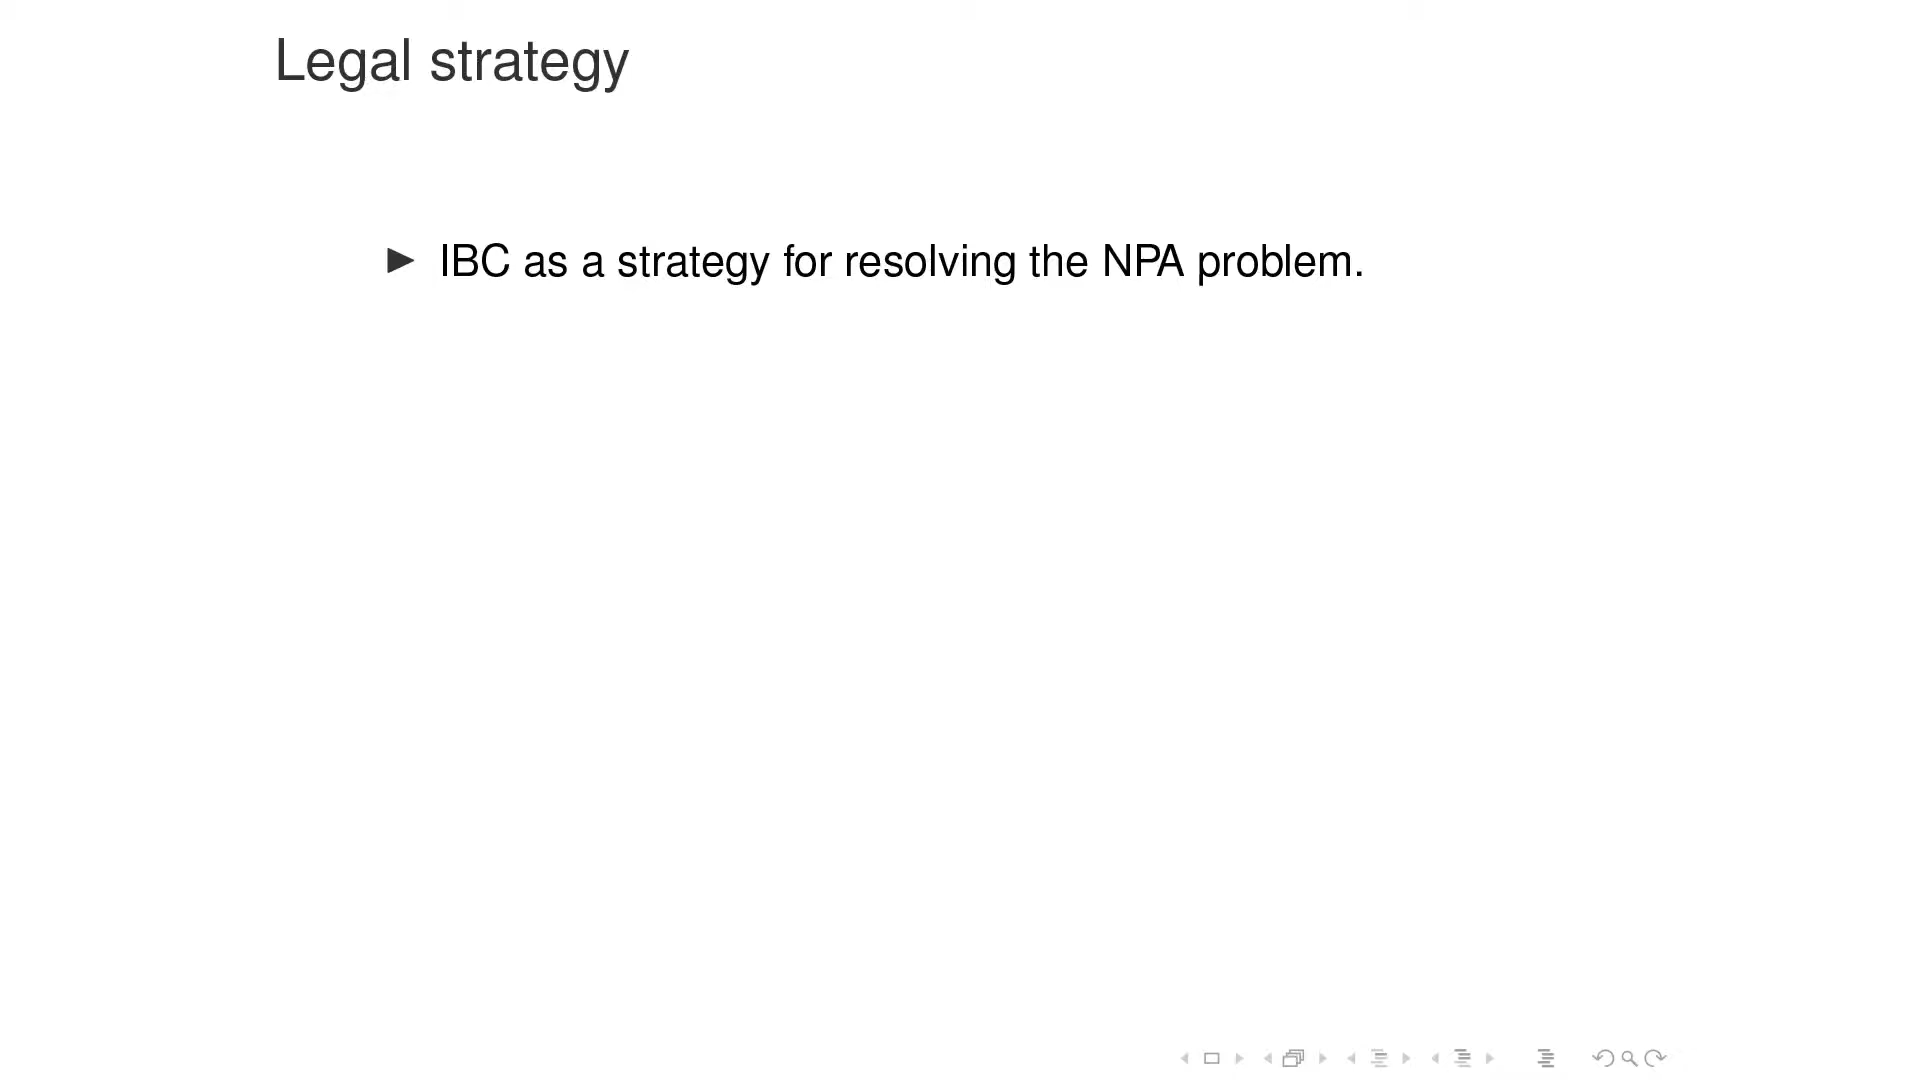 Legal strategy
IBC as a strategy for resolving the NPA problem.